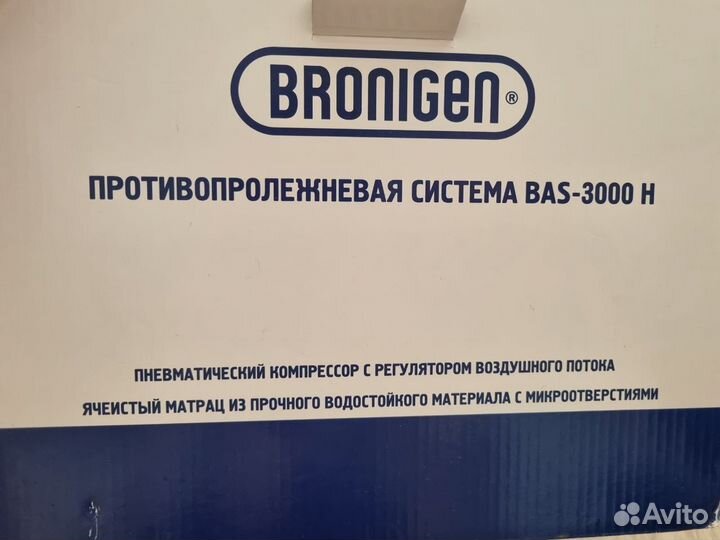 BRONIGEN®
ПРОТИВОПРОЛЕЖНЕВАЯ СИСТЕМА BAS-3000 H
ПНЕВМАТИЧЕСКИЙ КОМПРЕССОР С РЕГУЛЯТОРОМ ВОЗДУШНОГО ПОТОКА
ЯЧЕИСТЫЙ МАТРАЦ ИЗ ПРОЧНОГО ВОДОСТОЙКОГО МАТЕРИАЛА С МИКРООТВЕРСТИЯМИ
Avito